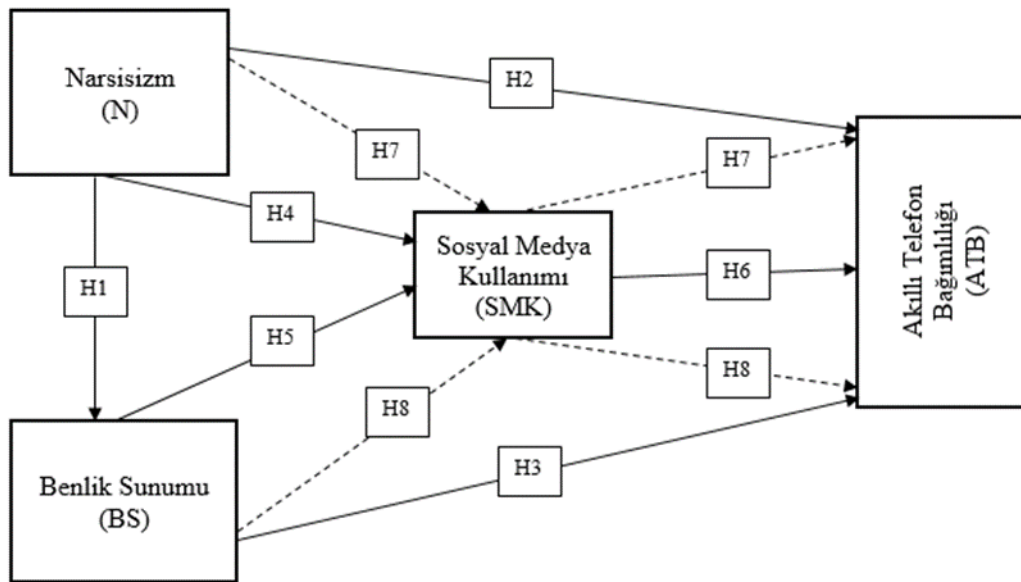 Narsisizm
(N)
H2
H7
H7
H4
Sosyal Medya
Kullanımı
(SMK)
H1
H6
H5
H8
H8
Akıllı Telefon
Bağımlılığı
(ATB)
Benlik Sunumu
(BS)
H3